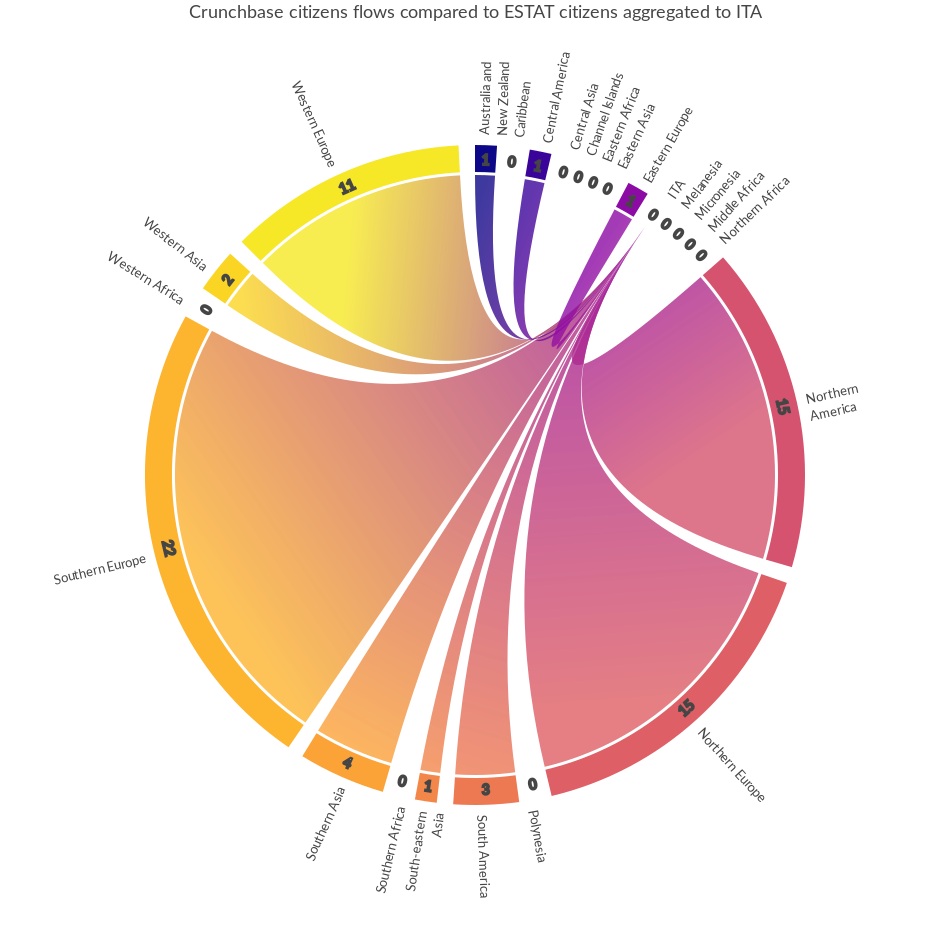 Crunchbase citizens flows compared to ESTAT citizens aggregated to ITA
Australia and
New Zealand
1
Caribbean
0
Central America
1
Central Asia
0
Channel Islands
0
Eastern Africa
0
Eastern Asia
0
Eastern Europe
ITA
0
Melanesia
0
Micronesia
0
Middle Africa
0
Northern Africa
0
Northern
America
15
Northern Europe
15
Polynesia
0
South America
3
South-eastern
Asia
1
Southern Africa
0
Southern Asia
4
Southern Europe
22
Western Africa
0
Western Asia
2
Western Europe
11